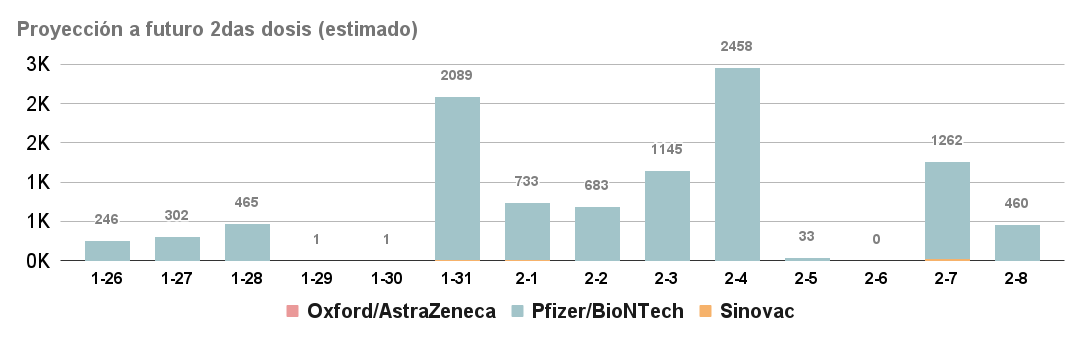 Proyección a futuro 2das dosis (estimado)
3K
2K
2K
1K
1K
0K
246
302
465
1
1
2089
733
683
1145
2458
33
0
1262
460
1-26 1-27 1-28 1-29 1-30 1-31 2-1 2-2 2-3 2-4 2-5 2-6 2-7 2-8
Oxford/AstraZeneca Pfizer/BioNTech Sinovac